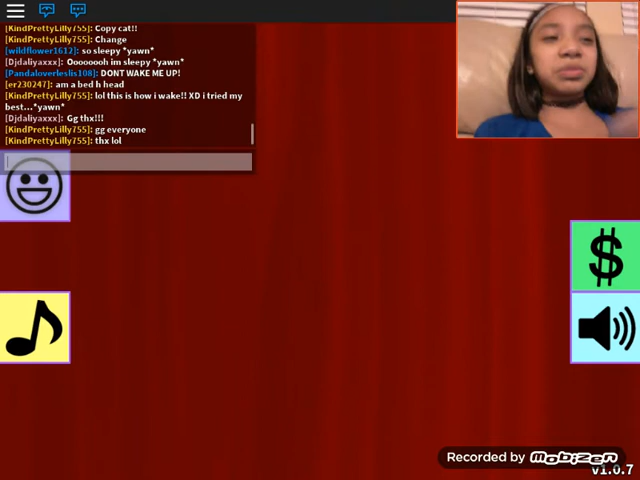 [KindPrettyLilly755]: Copy cat!!
[KindPrettyLilly755]: Change
[wildflower1612]: so sleepy *yawn*
[Djdaliyaxxx]: Oooooooh im sleepy *yawn*
[Pandaloverleslis108]: DONT WAKE ME UP!
[er230247]: am a bed h head
[KindPrettyLilly755]: lol this is how i wake!! XD i tried my
best...*yawn*
[Djdaliyaxxx]: Gg thx!!!
[KindPrettyLilly755]: gg everyone
[KindPrettyLilly755]: thx lol
$
Recorded by Mobizen
v1.0.7